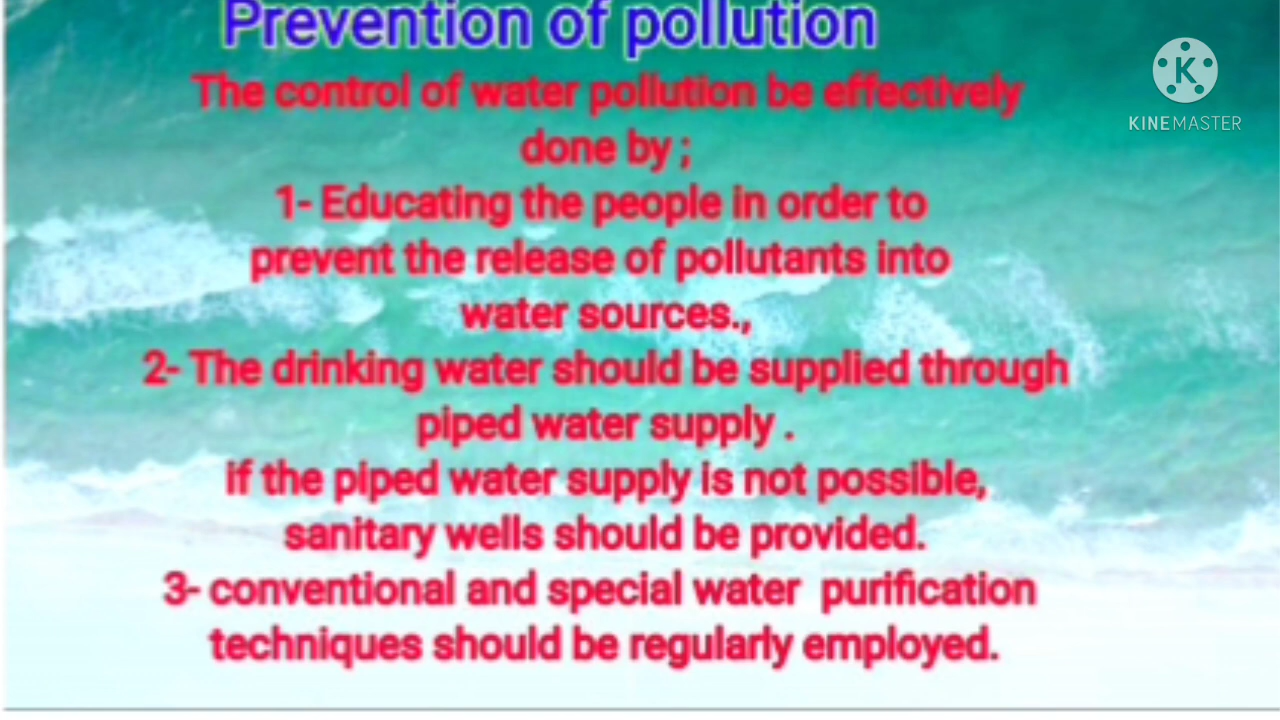 Prevention of pollution
The control of water pollution be effectively
done by ;
1- Educating the people in order to
prevent the release of pollutants into
water sources.,
2- The drinking water should be supplied through
piped water supply .
if the piped water supply is not possible,
sanitary wells should be provided.
3- conventional and special water purification
techniques should be regularly employed.
K
KINEMASTER